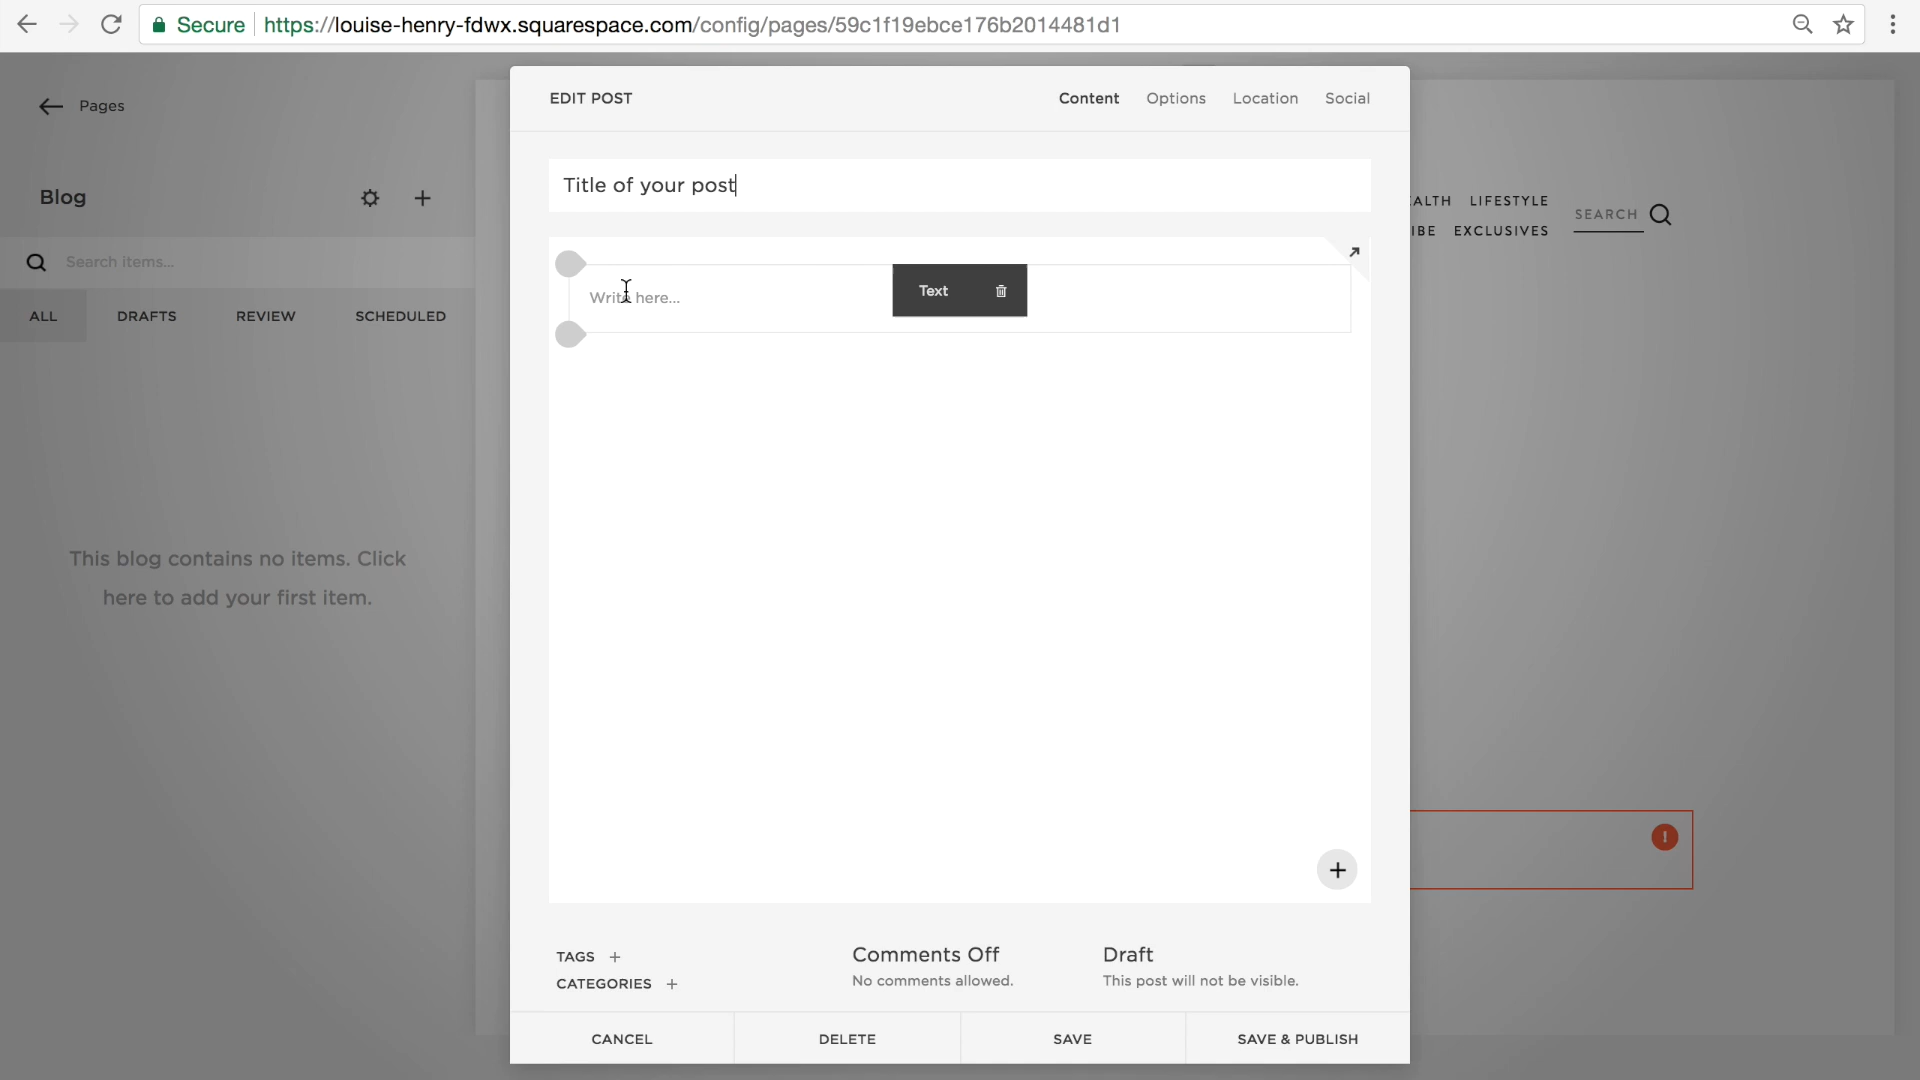 Secure
https://louise-henry-fdwx.squarespace.com/config/pages/59c1f19ebce176b2014481d1
Pages
Blog
Search items...
ALL
DRAFTS
REVIEW
SCHEDULED
This blog contains no items. Click
here to add your first item.
EDIT POST
Content
Options
Location
Social
Title of your post
Write here...
Text
TAGS +
CATEGORIES +
Comments Off
No comments allowed.
Draft
This post will not be visible.
CANCEL
DELETE
SAVE
SAVE & PUBLISH
LIFESTYLE
EXCLUSIVES
SEARCH